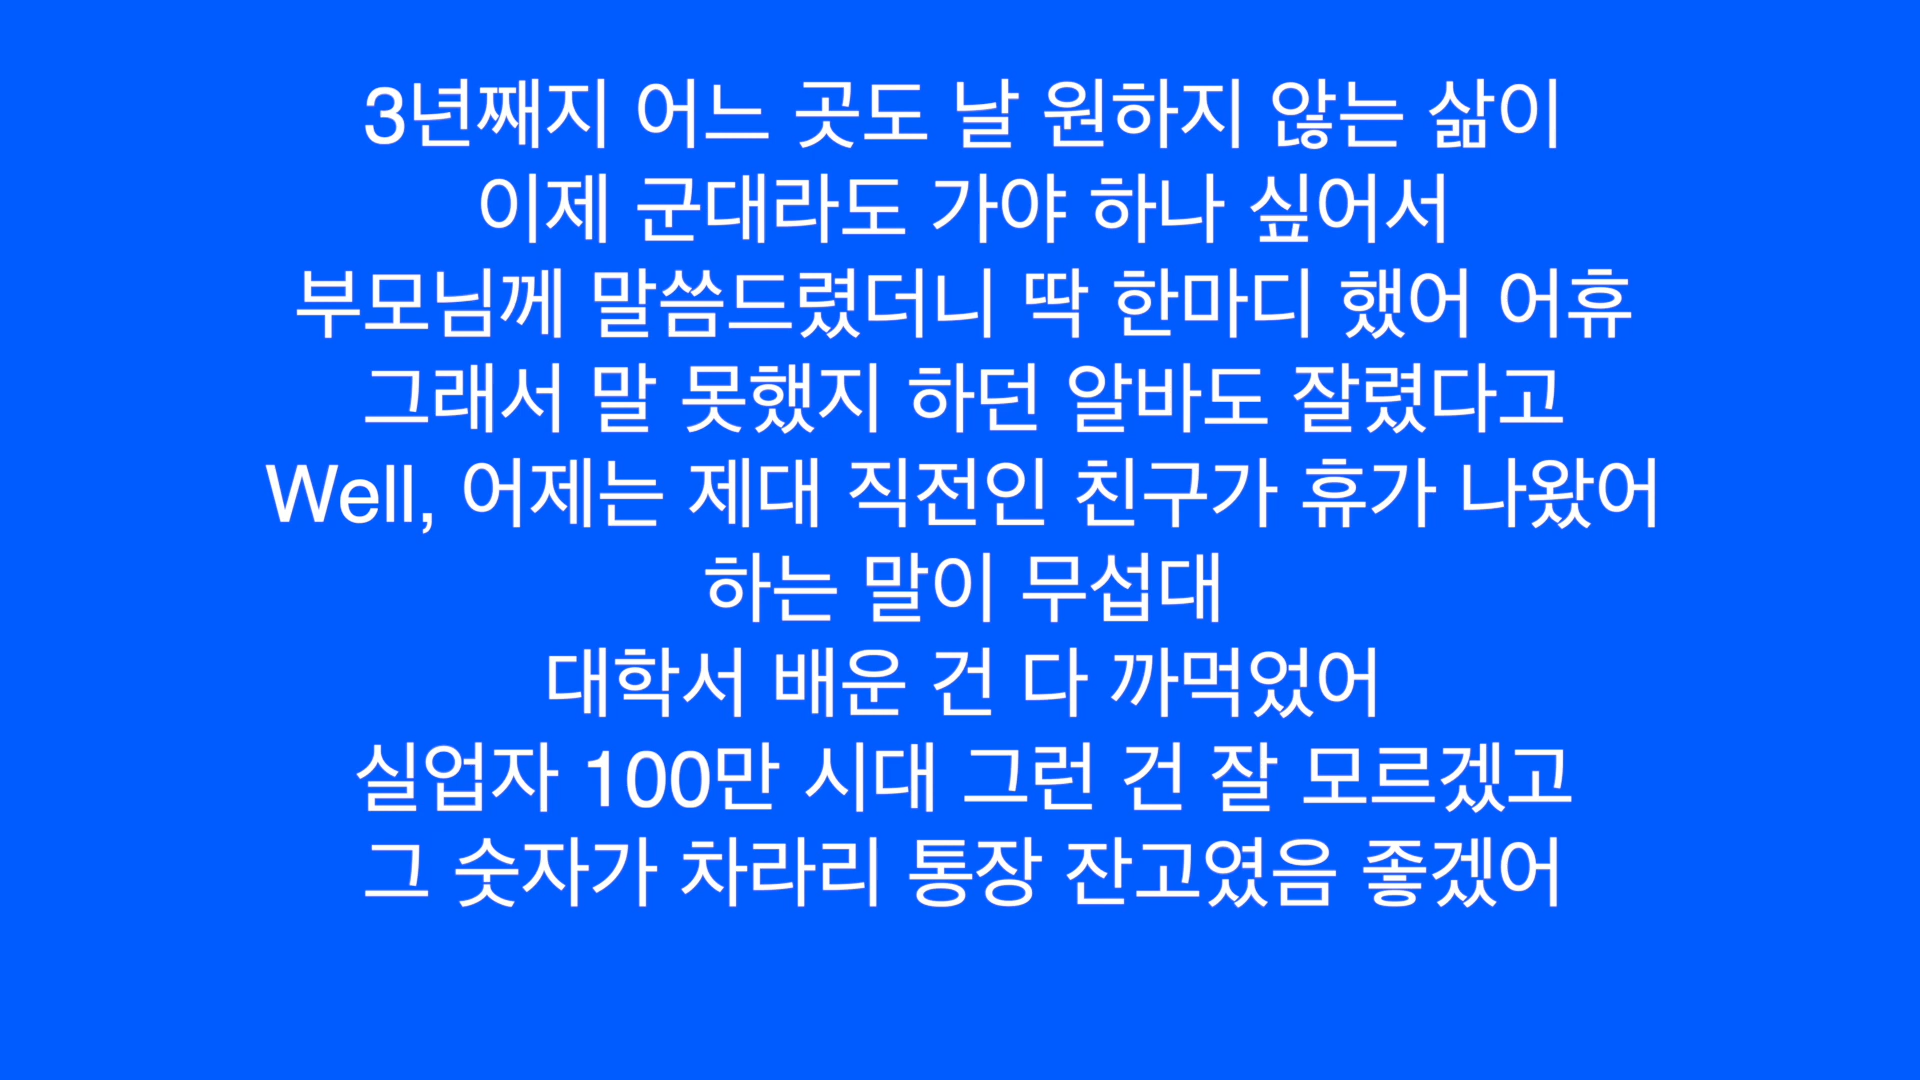 3년째지 어느 곳도 날 원하지 않는 삶이
이제 군대라도 가야 하나 싶어서
부모님께 말씀드렸더니 딱 한마디 했어 어휴
그래서 말 못했지 하던 알바도 잘렸다고
Well, 어제는 제대 직전인 친구가 휴가 나왔어
하는 말이 무섭대
대학서 배운 건 다 까먹었어
실업자 100만 시대 그런 건 잘 모르겠고
그 숫자가 차라리 통장 잔고였음 좋겠어